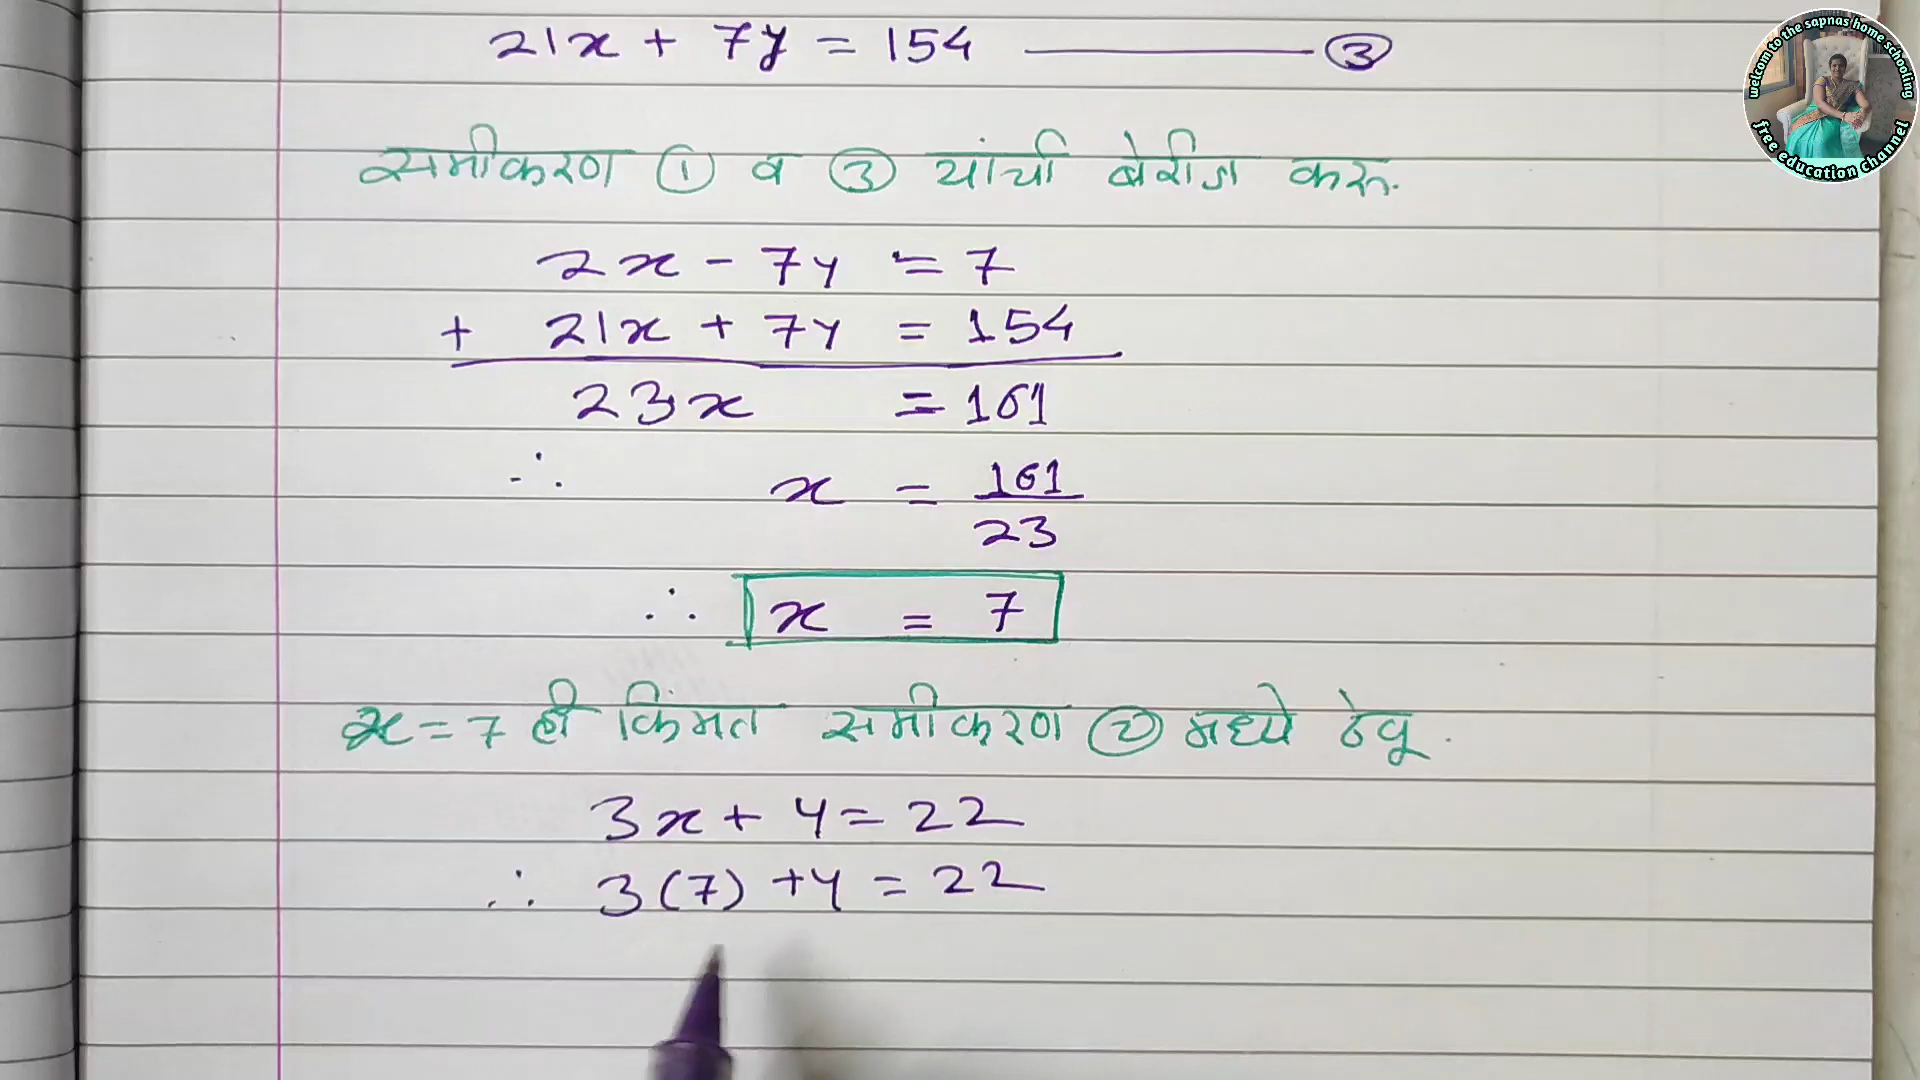 21x + 7y = 154 ——— ③
welcom to the sapnas home schooling
free education channel
समीकरण ① व ③ यांची बेरीज करू.
2x - 7y = 7
+ 21x + 7y = 154
23x = 161
∴ x = 161/23
∴ x = 7
x = 7 ही किंमत समीकरण ② मध्ये ठेवू.
3x + y = 22
∴ 3(7) + y = 22